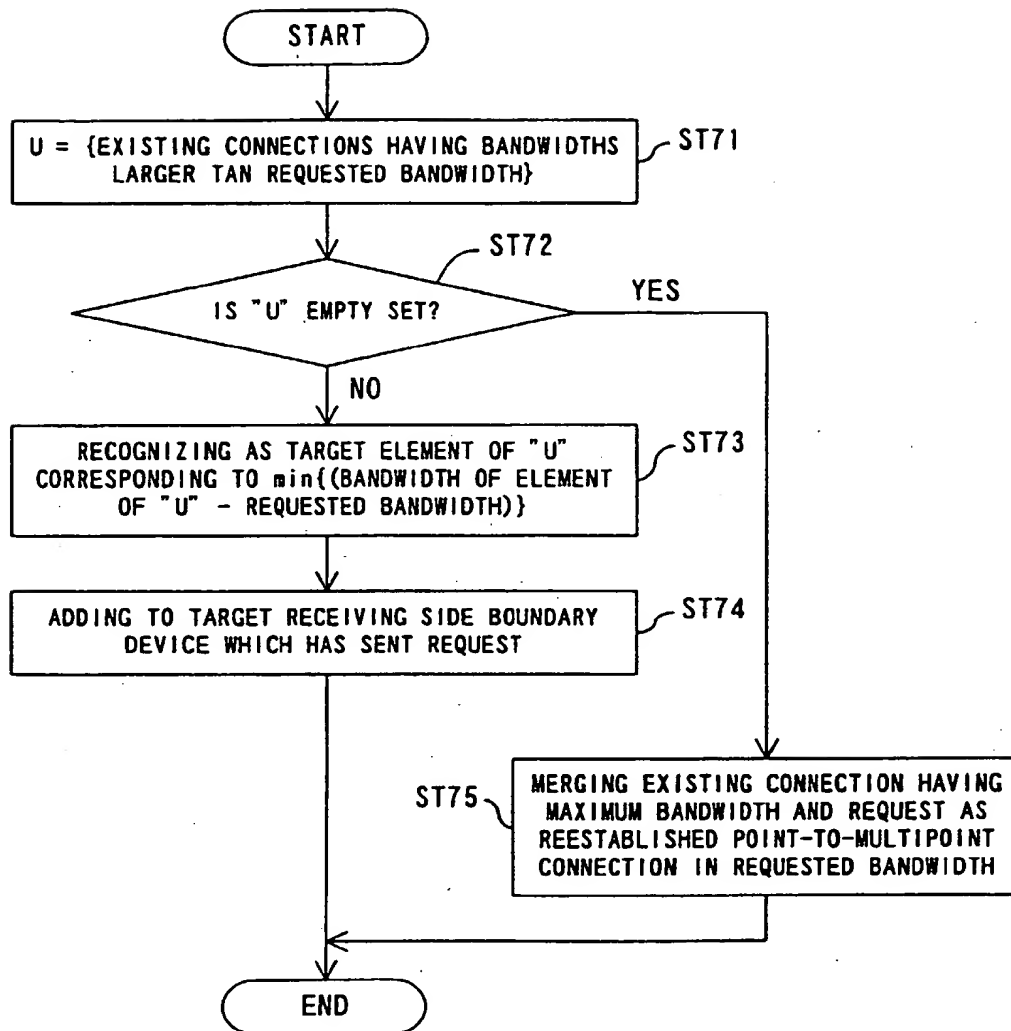 START
U = {EXISTING CONNECTIONS HAVING BANDWIDTHS
LARGER TAN REQUESTED BANDWIDTH}
ST71
ST72
IS "U" EMPTY SET?
YES
NO
RECOGNIZING AS TARGET ELEMENT OF "U"
CORRESPONDING TO min{(BANDWIDTH OF ELEMENT
OF "U" - REQUESTED BANDWIDTH)}
ST73
ADDING TO TARGET RECEIVING SIDE BOUNDARY
DEVICE WHICH HAS SENT REQUEST
ST74
ST75
MERGING EXISTING CONNECTION HAVING
MAXIMUM BANDWIDTH AND REQUEST AS
REESTABLISHED POINT-TO-MULTIPOINT
CONNECTION IN REQUESTED BANDWIDTH
END